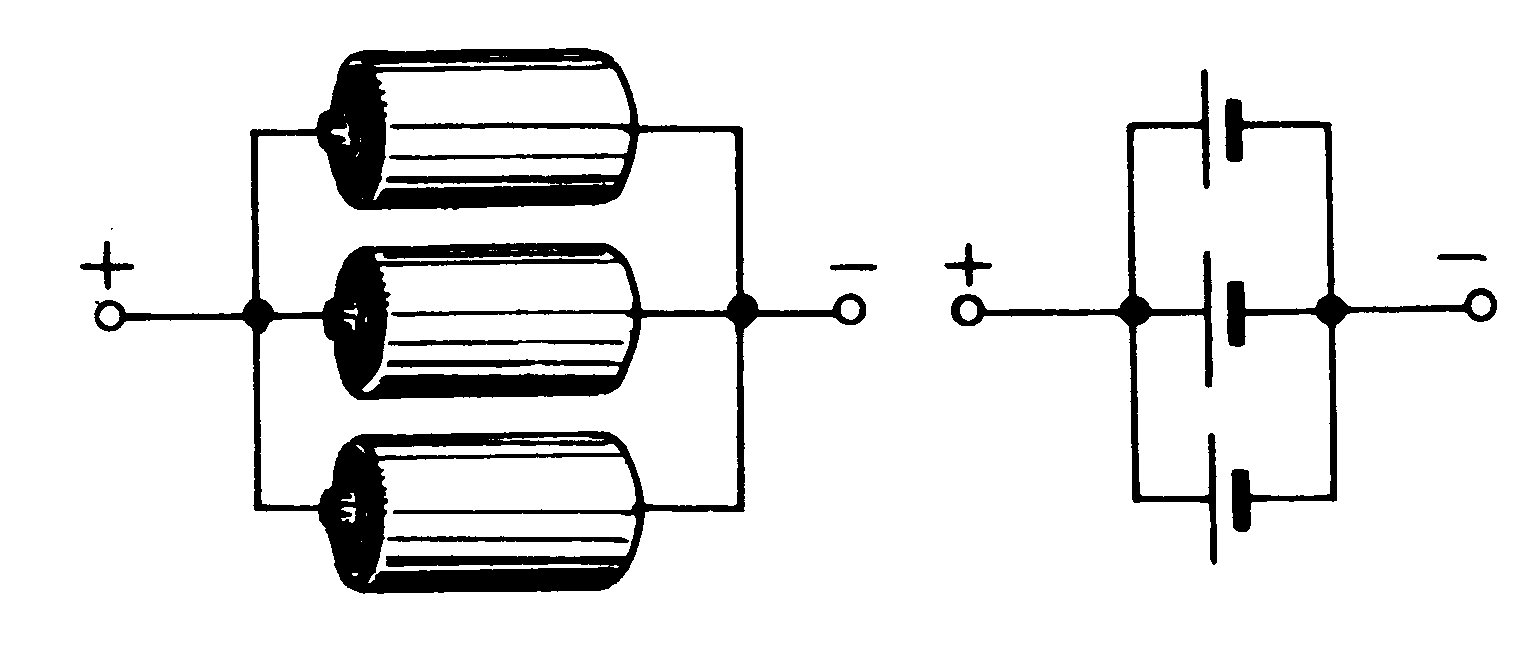 + − + −